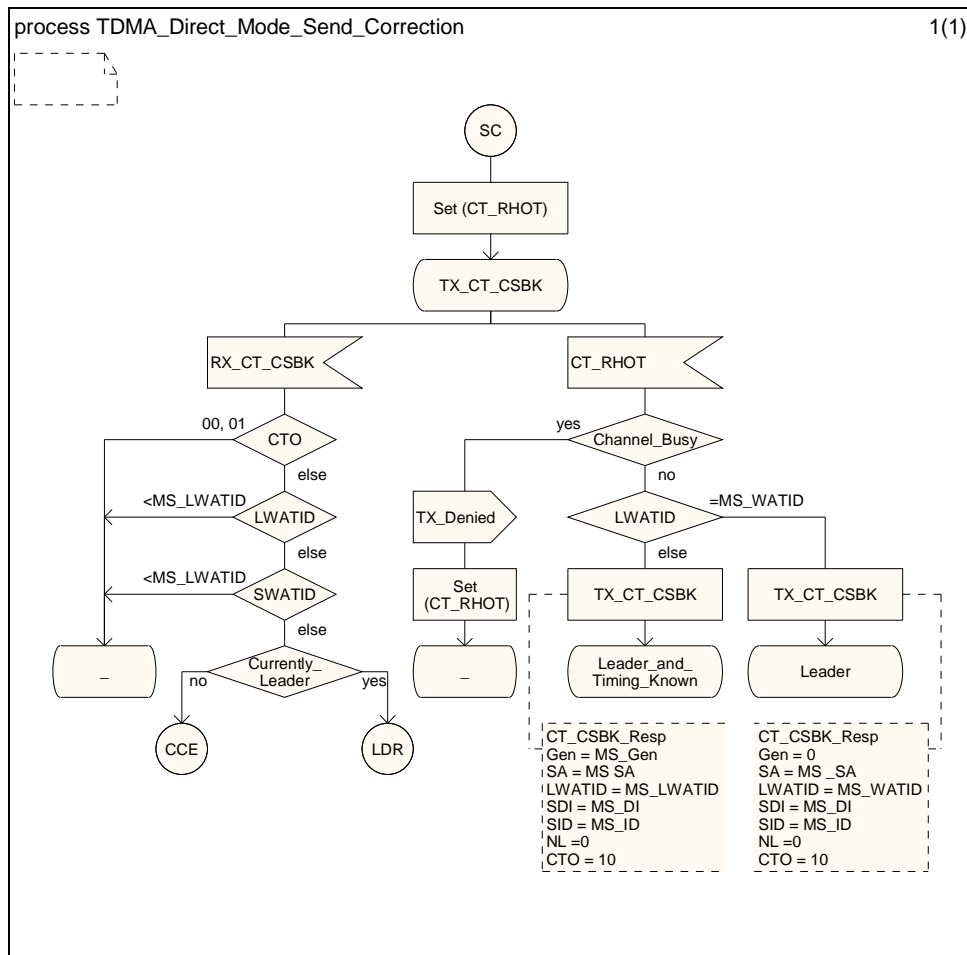 process TDMA_Direct_Mode_Send_Correction
1(1)
SC
Set (CT_RHOT)
TX_CT_CSBK
RX_CT_CSBK
CT_RHOT
00, 01
CTO
yes
Channel_Busy
else
no
<MS_LWATID
LWATID
TX_Denied
LWATID
=MS_WATID
else
else
<MS_LWATID
SWATID
Set
(CT_RHOT)
TX_CT_CSBK
TX_CT_CSBK
else
_
no
Currently_
Leader
yes
_
Leader_and_
Timing_Known
Leader
CCE
LDR
CT_CSBK_Resp
Gen = MS_Gen
SA = MS SA
LWATID = MS_LWATID
SDI = MS_DI
SID = MS_ID
NL =0
CTO = 10
CT_CSBK_Resp
Gen = 0
SA = MS _SA
LWATID = MS_WATID
SDI = MS_DI
SID = MS_ID
NL =0
CTO = 10